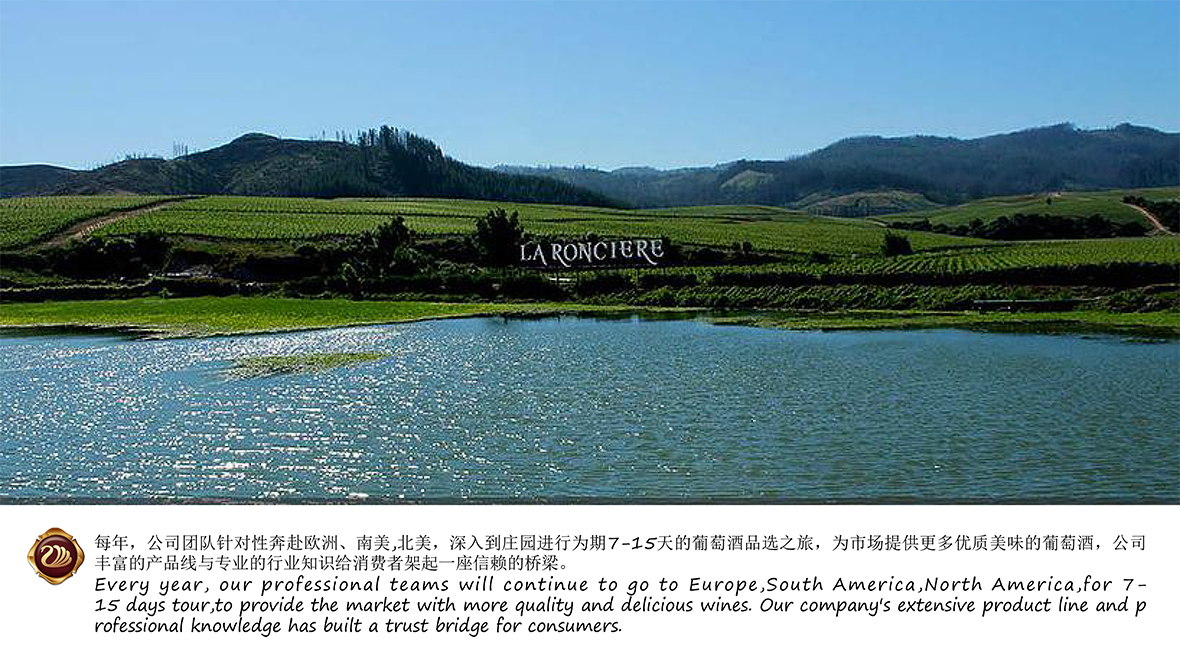 LA RONCIERE
每年，公司团队针对性奔赴欧洲、南美,北美，深入到庄园进行为期7-15天的葡萄酒品选之旅，为市场提供更多优质美味的葡萄酒，公司
丰富的产品线与专业的行业知识给消费者架起一座信赖的桥梁。
Every year, our professional teams will continue to go to Europe,South America,North America,for 7-
15 days tour,to provide the market with more quality and delicious wines. Our company's extensive product line and p
rofessional knowledge has built a trust bridge for consumers.